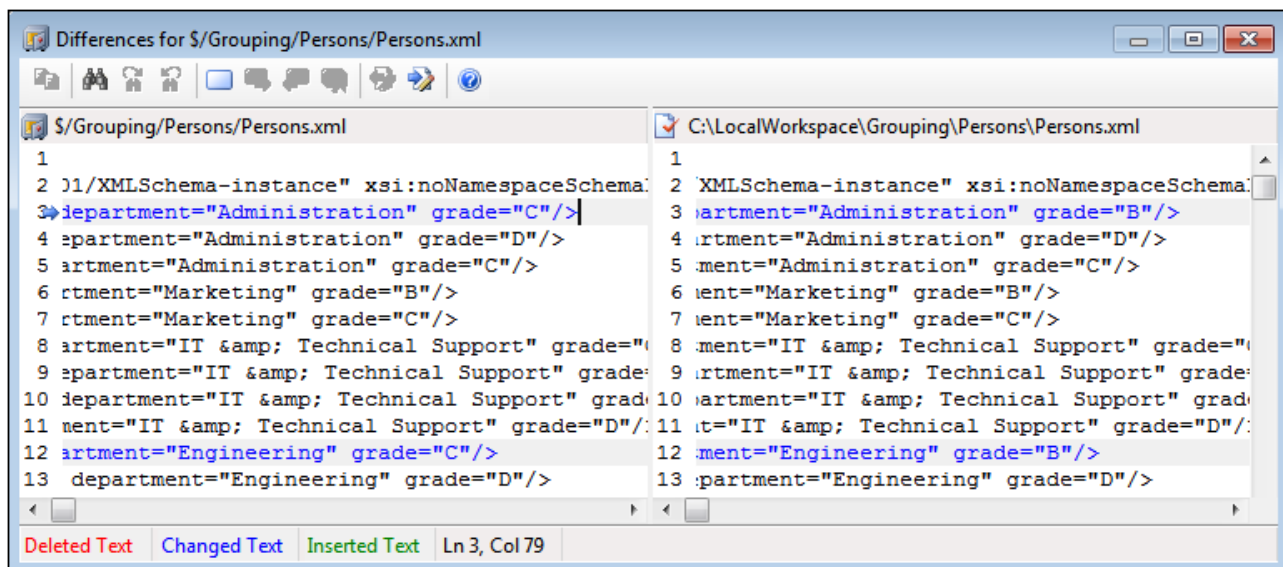 Differences for $/Grouping/Persons/Persons.xml
$/Grouping/Persons/Persons.xml
1
2 01/XMLSchema-instance" xsi:noNamespaceSchema
3 department="Administration" grade="C"/>
4 epartment="Administration" grade="D"/>
5 artment="Administration" grade="C"/>
6 rtment="Marketing" grade="B"/>
7 rtment="Marketing" grade="C"/>
8 artment="IT &amp; Technical Support" grade="
9 epartment="IT &amp; Technical Support" grade
10 department="IT &amp; Technical Support" grad
11 ment="IT &amp; Technical Support" grade="D"/
12 artment="Engineering" grade="C"/>
13 department="Engineering" grade="D"/>
C:\LocalWorkspace\Grouping\Persons\Persons.xml
1
2 XMLSchema-instance" xsi:noNamespaceSchema
3 artment="Administration" grade="B"/>
4 rtment="Administration" grade="D"/>
5 ment="Administration" grade="C"/>
6 ent="Marketing" grade="B"/>
7 ent="Marketing" grade="C"/>
8 ment="IT &amp; Technical Support" grade="
9 rtment="IT &amp; Technical Support" grade
10 artment="IT &amp; Technical Support" grad
11 t="IT &amp; Technical Support" grade="D"/
12 ment="Engineering" grade="B"/>
13 epartment="Engineering" grade="D"/>
Deleted Text Changed Text Inserted Text Ln 3, Col 79